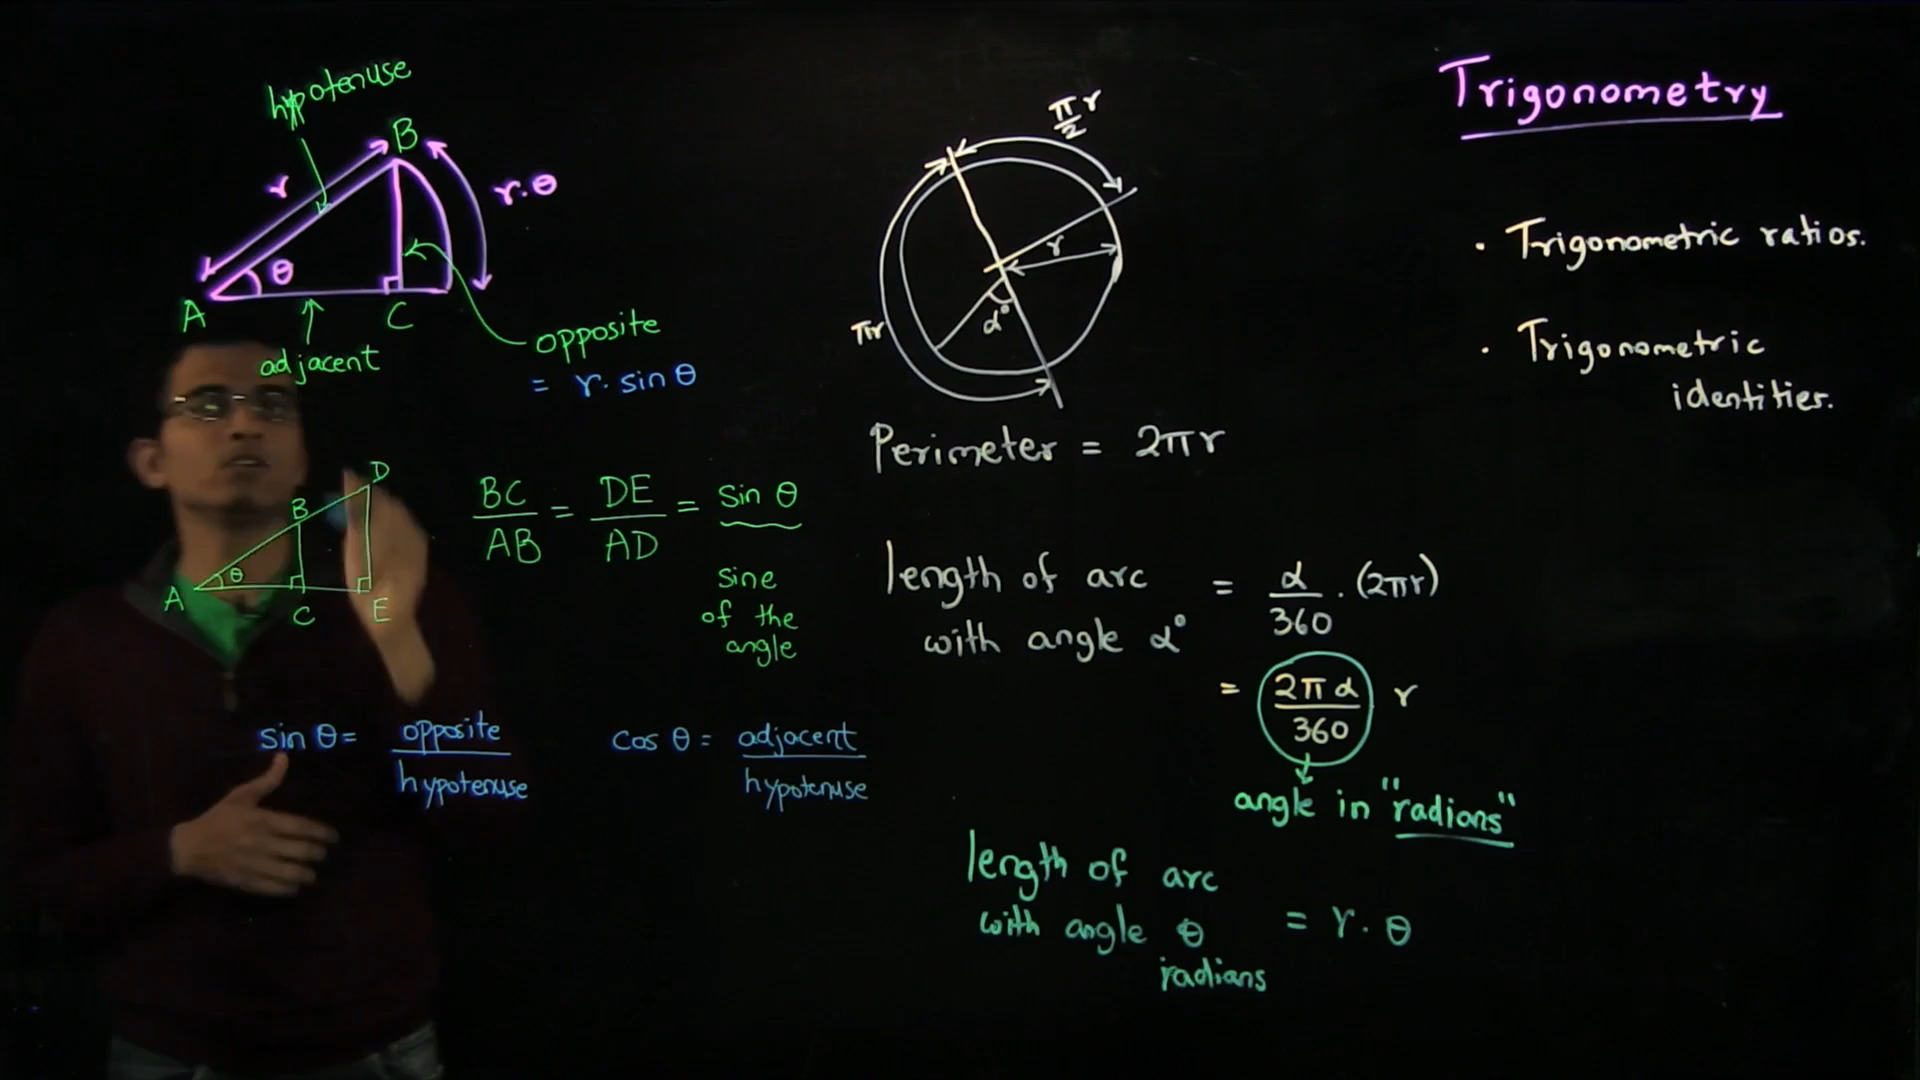 Trigonometry
· Trigonometric ratios.
· Trigonometric
identities.
hypotenuse
B
r
r·θ
θ
A
C
adjacent
opposite
= r·sin θ
D
B
θ
A
C
E
BC/AB = DE/AD = sin θ
sine
of the
angle
sin θ = opposite/hypotenuse
cos θ = adjacent/hypotenuse
π/2 r
r
α°
πr
Perimeter = 2πr
length of arc
with angle α° = α/360 · (2πr)
= 2πα/360 r
angle in "radians"
length of arc
with angle θ = r·θ
radians